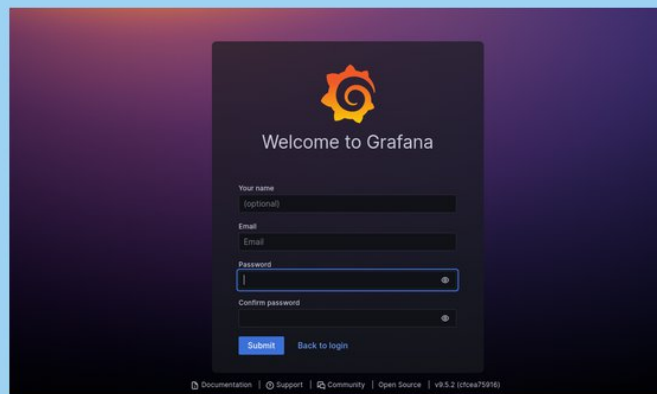 Welcome to Grafana
Your name
(optional)
Email
Email
Password
Confirm password
Submit Back to login
Documentation | Support | Community | Open Source | v9.5.2 (cfcea75916)